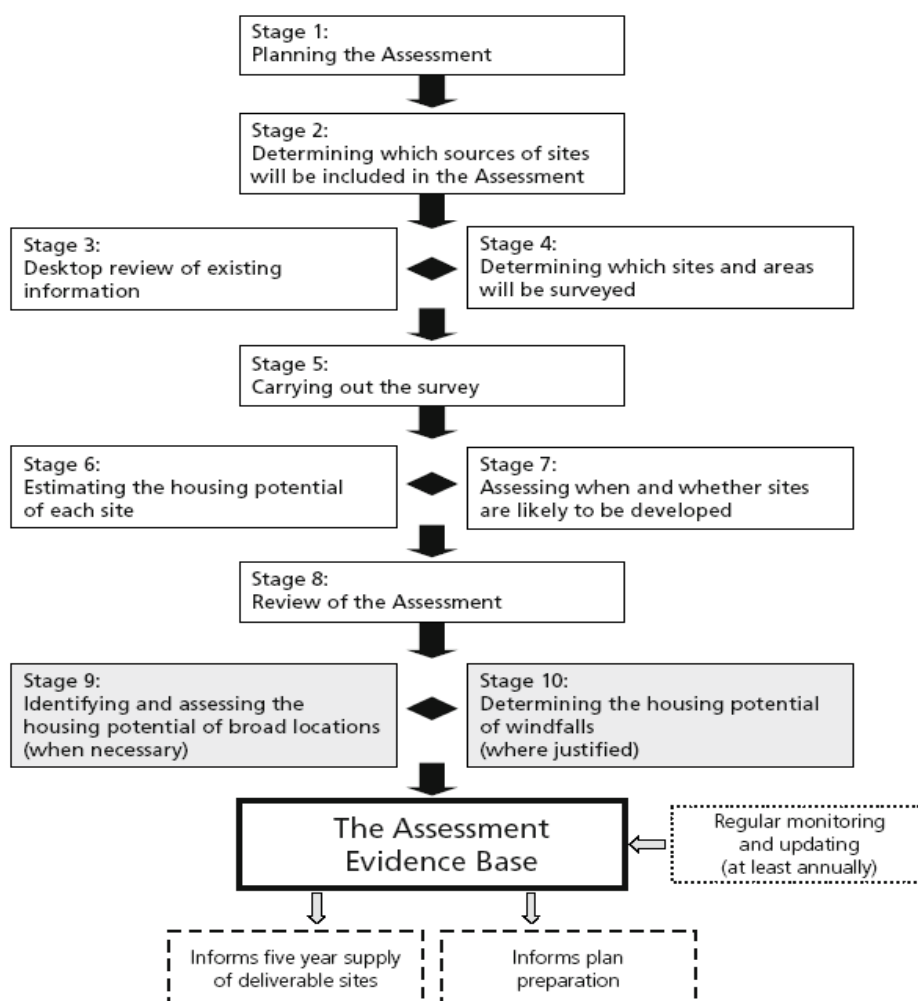 Stage 1:
Planning the Assessment
Stage 2:
Determining which sources of sites
will be included in the Assessment
Stage 3:
Desktop review of existing
information
Stage 4:
Determining which sites and areas
will be surveyed
Stage 5:
Carrying out the survey
Stage 6:
Estimating the housing potential
of each site
Stage 7:
Assessing when and whether sites
are likely to be developed
Stage 8:
Review of the Assessment
Stage 9:
Identifying and assessing the
housing potential of broad locations
(when necessary)
Stage 10:
Determining the housing potential
of windfalls
(where justified)
The Assessment
Evidence Base
Regular monitoring
and updating
(at least annually)
Informs five year supply
of deliverable sites
Informs plan
preparation